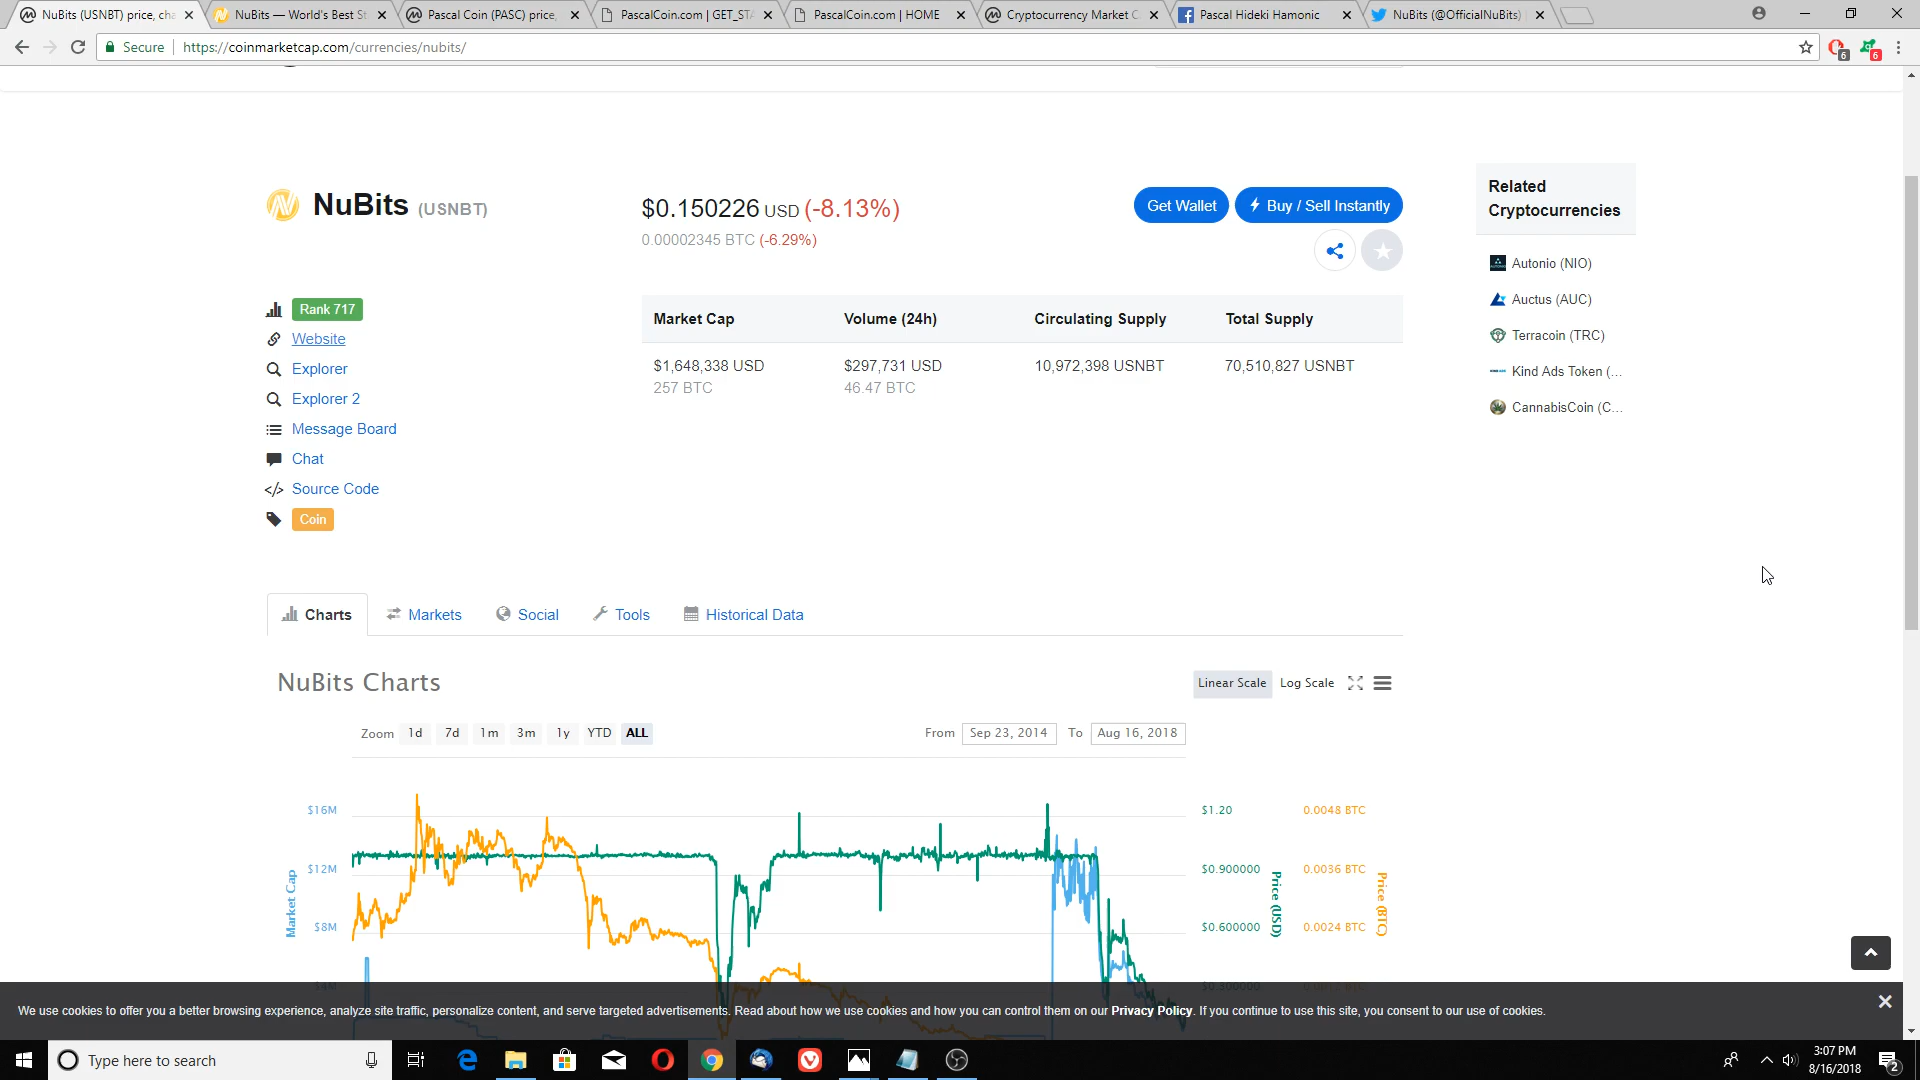 NuBits (USNBT) price, cha
NuBits — World's Best St
Pascal Coin (PASC) price,
PascalCoin.com | GET_STA
PascalCoin.com | HOME
Cryptocurrency Market C
Pascal Hideki Hamonic
NuBits (@OfficialNuBits)
Secure
https://coinmarketcap.com/currencies/nubits/
6
6
NuBits (USNBT)
$0.150226 USD (-8.13%)
0.00002345 BTC (-6.29%)
Get Wallet
Buy / Sell Instantly
Related
Cryptocurrencies
Autonio (NIO)
Auctus (AUC)
Terracoin (TRC)
Kind Ads Token (...
CannabisCoin (C...
Rank 717
Website
Explorer
Explorer 2
Message Board
Chat
Source Code
Coin
Market Cap
Volume (24h)
Circulating Supply
Total Supply
$1,648,338 USD
257 BTC
$297,731 USD
46.47 BTC
10,972,398 USNBT
70,510,827 USNBT
Charts
Markets
Social
Tools
Historical Data
NuBits Charts
Linear Scale
Log Scale
Zoom 1d 7d 1m 3m 1y YTD ALL
From Sep 23, 2014 To Aug 16, 2018
$16M
$12M
$8M
Market Cap
$1.20
$0.900000
$0.600000
Price (USD)
0.0048 BTC
0.0036 BTC
0.0024 BTC
Price (BTC)
We use cookies to offer you a better browsing experience, analyze site traffic, personalize content, and serve targeted advertisements. Read about how we use cookies and how you can control them on our Privacy Policy. If you continue to use this site, you consent to our use of cookies.
Type here to search
3:07 PM
8/16/2018
2